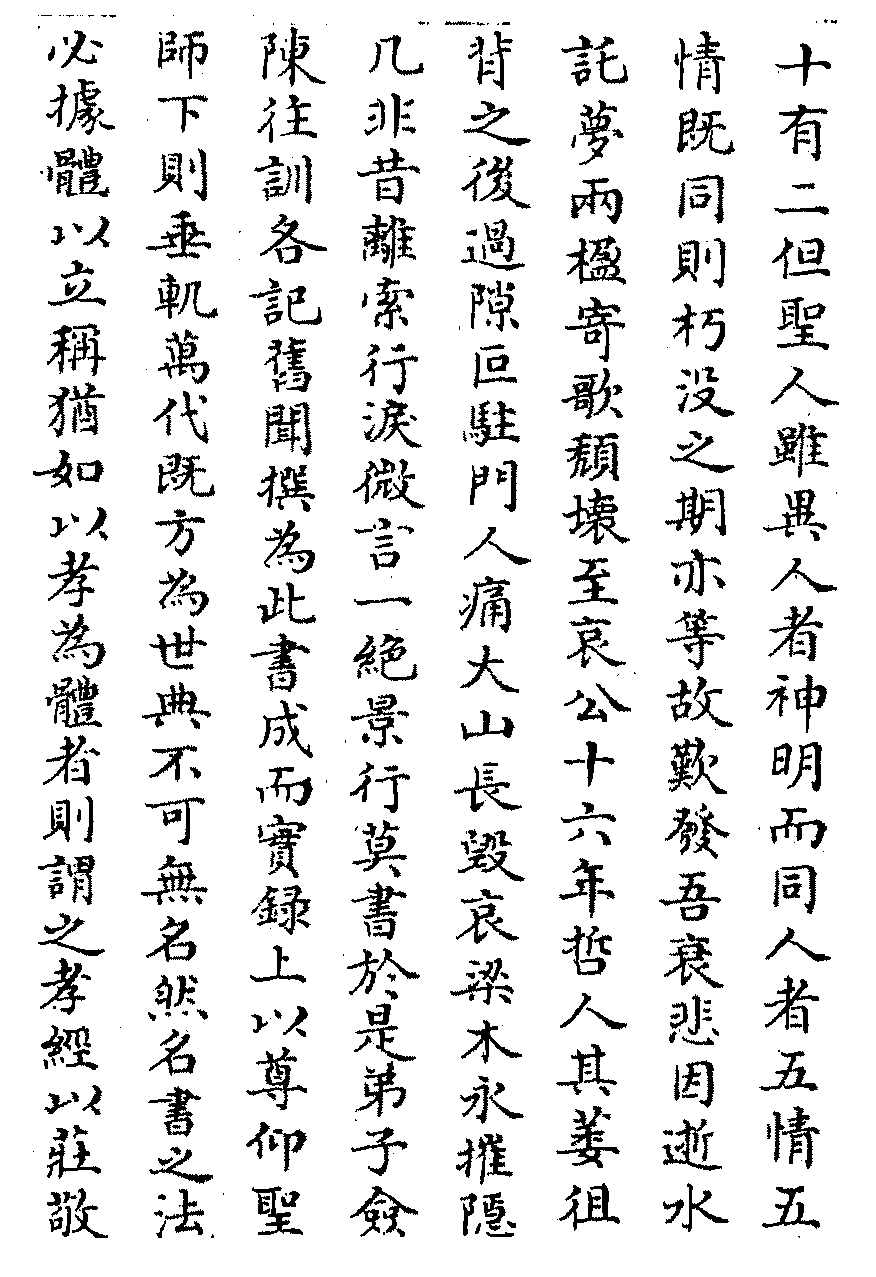 十有二但聖人雖異人者神明而同人者五情五
情既同則朽没之期亦等故歎發吾衰悲因逝水
託夢兩楹寄歌頹壞至哀公十六年哲人其萎徂
背之後過隙叵駐門人痛大山長毀哀梁木永摧隱
几非昔離索行淚微言一絶景行莫書於是弟子僉
陳往訓各記舊聞撰為此書成而實録上以尊仰聖
師下則垂軌萬代既方為世典不可無名然名書之法
必據體以立稱猶如以孝為體者則謂之孝經以莊敬